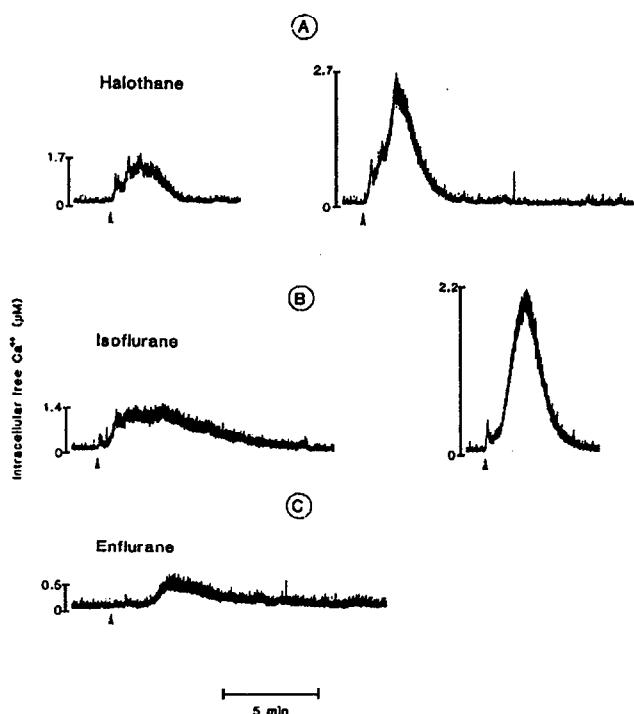 A
Halothane
2.7
1.7
0
0
Intracellular free Ca⁺⁺ (μM)
B
Isoflurane
2.2
1.4
0
0
C
Enflurane
0.5
0
5 min